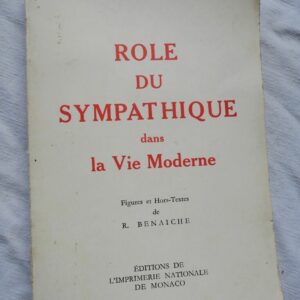 ROLE
DU
SYMPATHIQUE
dans
la Vie Moderne
Figures et Hors-Textes
de
R. BENAICHE
ÉDITIONS DE
L'IMPRIMERIE NATIONALE
DE MONACO